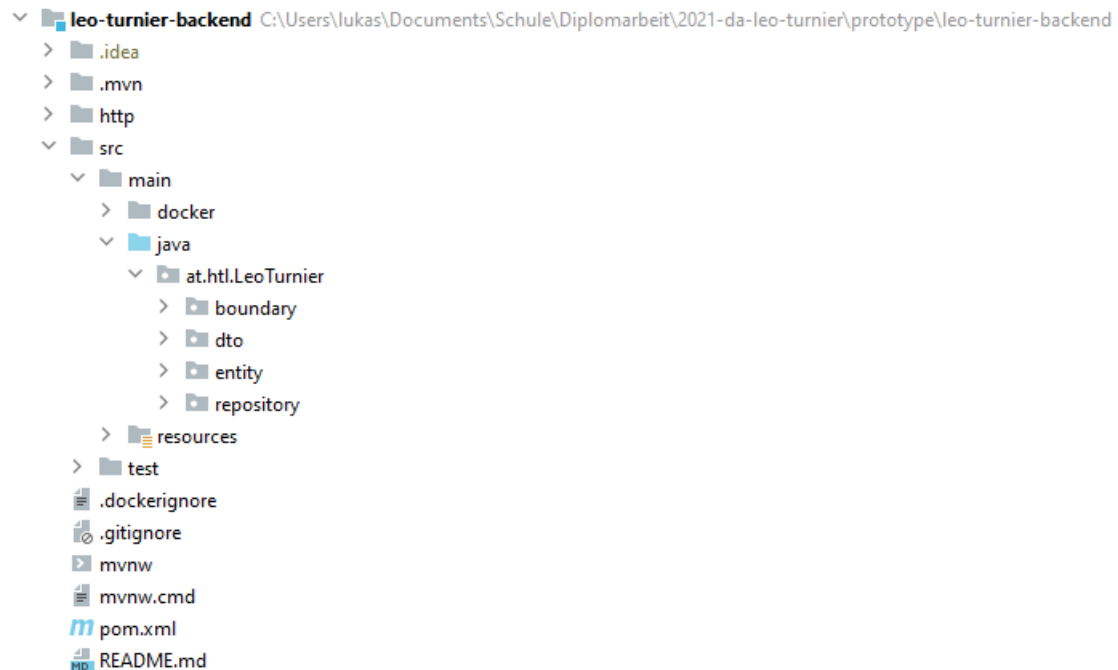 leo-turnier-backend C:\Users\lukas\Documents\Schule\Diplomarbeit\2021-da-leo-turnier\prototype\leo-turnier-backend
.idea
.mvn
http
src
main
docker
java
at.htl.LeoTurnier
boundary
dto
entity
repository
resources
test
.dockerignore
.gitignore
mvnw
mvnw.cmd
m pom.xml
MD README.md